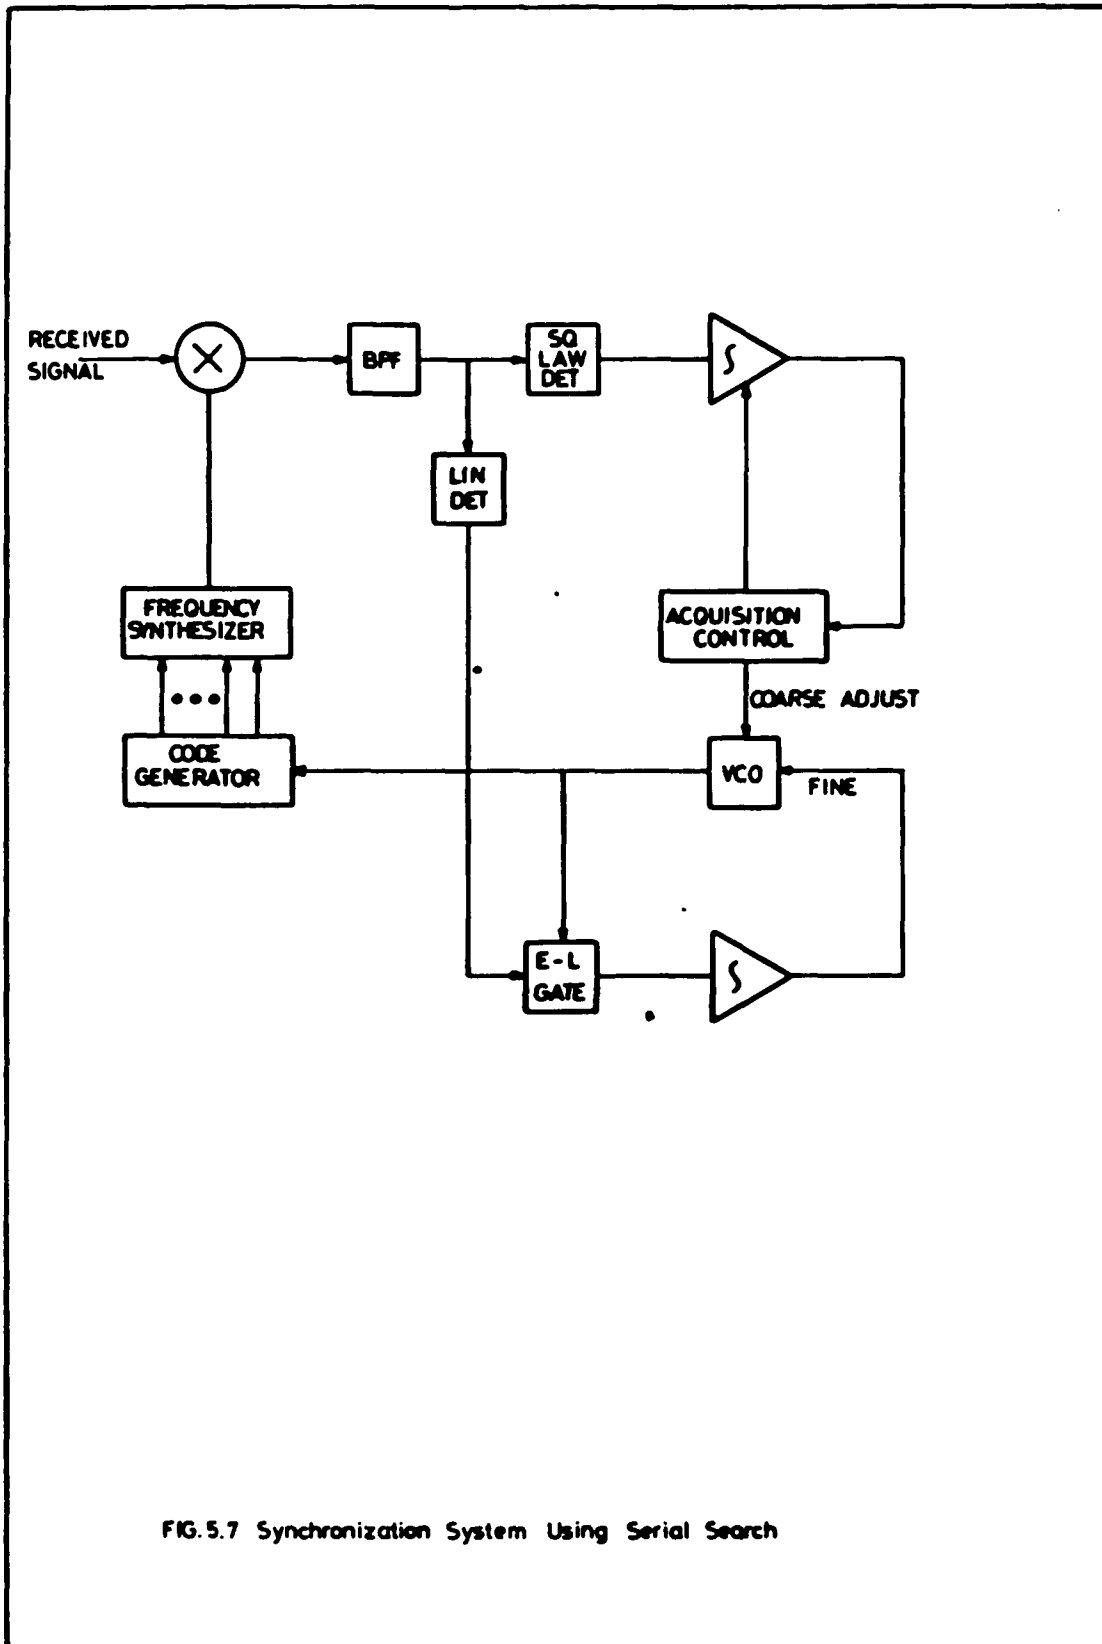 RECEIVED
SIGNAL
BPF
SQ
LAW
DET
∫
LIN
DET
FREQUENCY
SYNTHESIZER
ACQUISITION
CONTROL
COARSE ADJUST
CODE
GENERATOR
VCO
FINE
E-L
GATE
∫
FIG.5.7 Synchronization System Using Serial Search